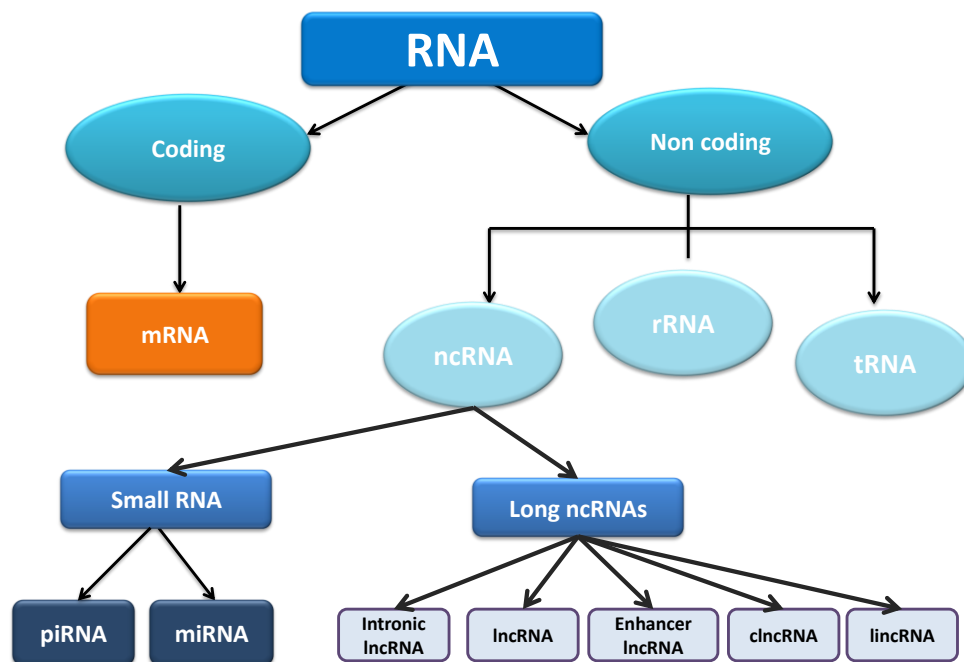 RNA
Coding
Non coding
mRNA
ncRNA
rRNA
tRNA
Small RNA
Long ncRNAs
piRNA
miRNA
Intronic
lncRNA
lncRNA
Enhancer
lncRNA
clncRNA
lincRNA